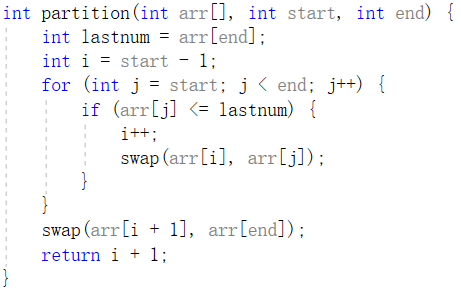 int partition(int arr[], int start, int end) {
    int lastnum = arr[end];
    int i = start - 1;
    for (int j = start; j < end; j++) {
        if (arr[j] <= lastnum) {
            i++;
            swap(arr[i], arr[j]);
        }
    }
    swap(arr[i + 1], arr[end]);
    return i + 1;
}